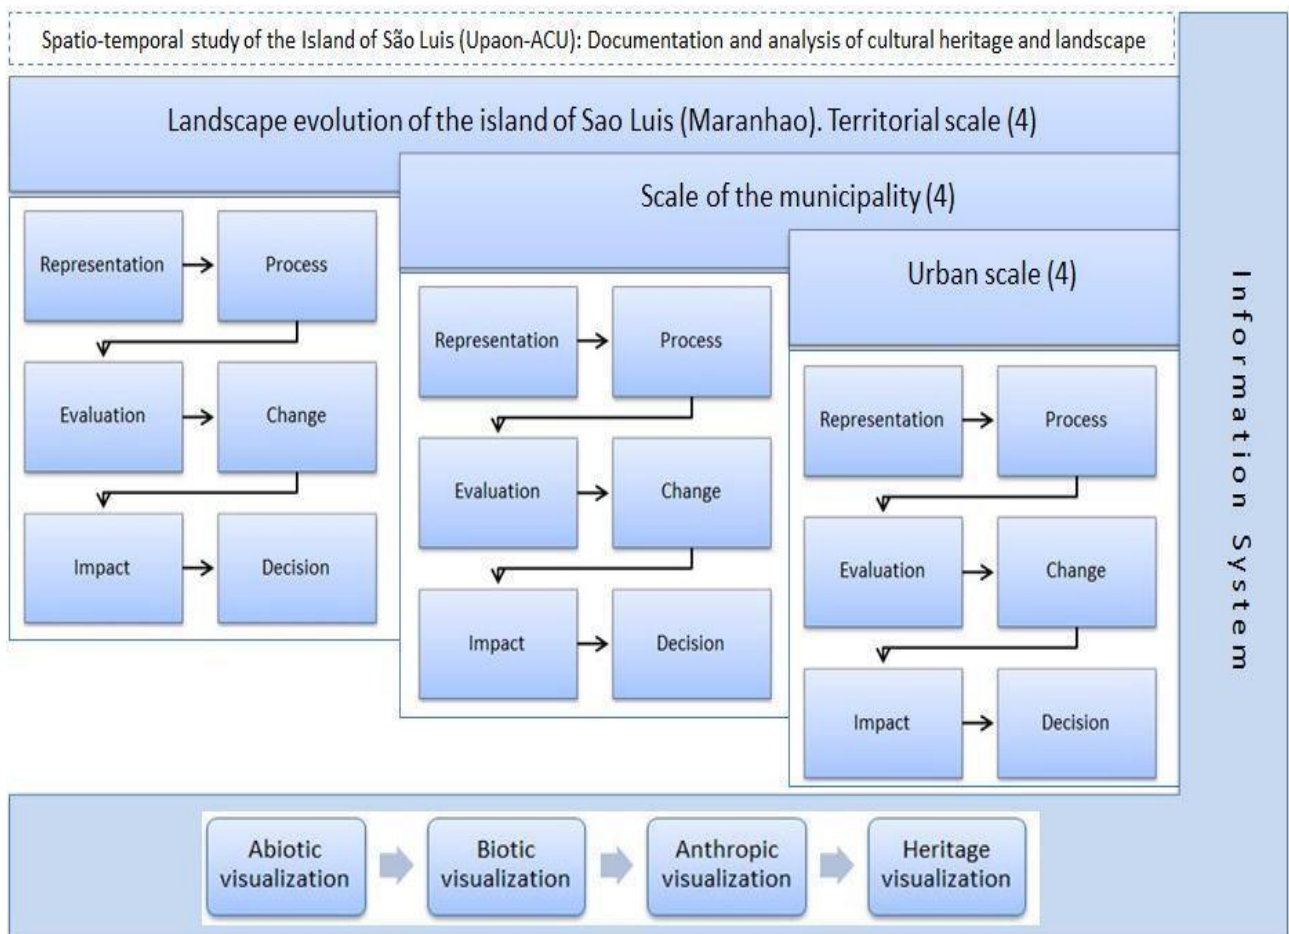 Spatio-temporal study of the Island of São Luis (Upaon-ACU): Documentation and analysis of cultural heritage and landscape
Landscape evolution of the island of Sao Luis (Maranhao). Territorial scale (4)
Scale of the municipality (4)
Urban scale (4)
Representation
Process
Evaluation
Change
Impact
Decision
Representation
Process
Evaluation
Change
Impact
Decision
Representation
Process
Evaluation
Change
Impact
Decision
Information System
Abiotic
visualization
Biotic
visualization
Anthropic
visualization
Heritage
visualization